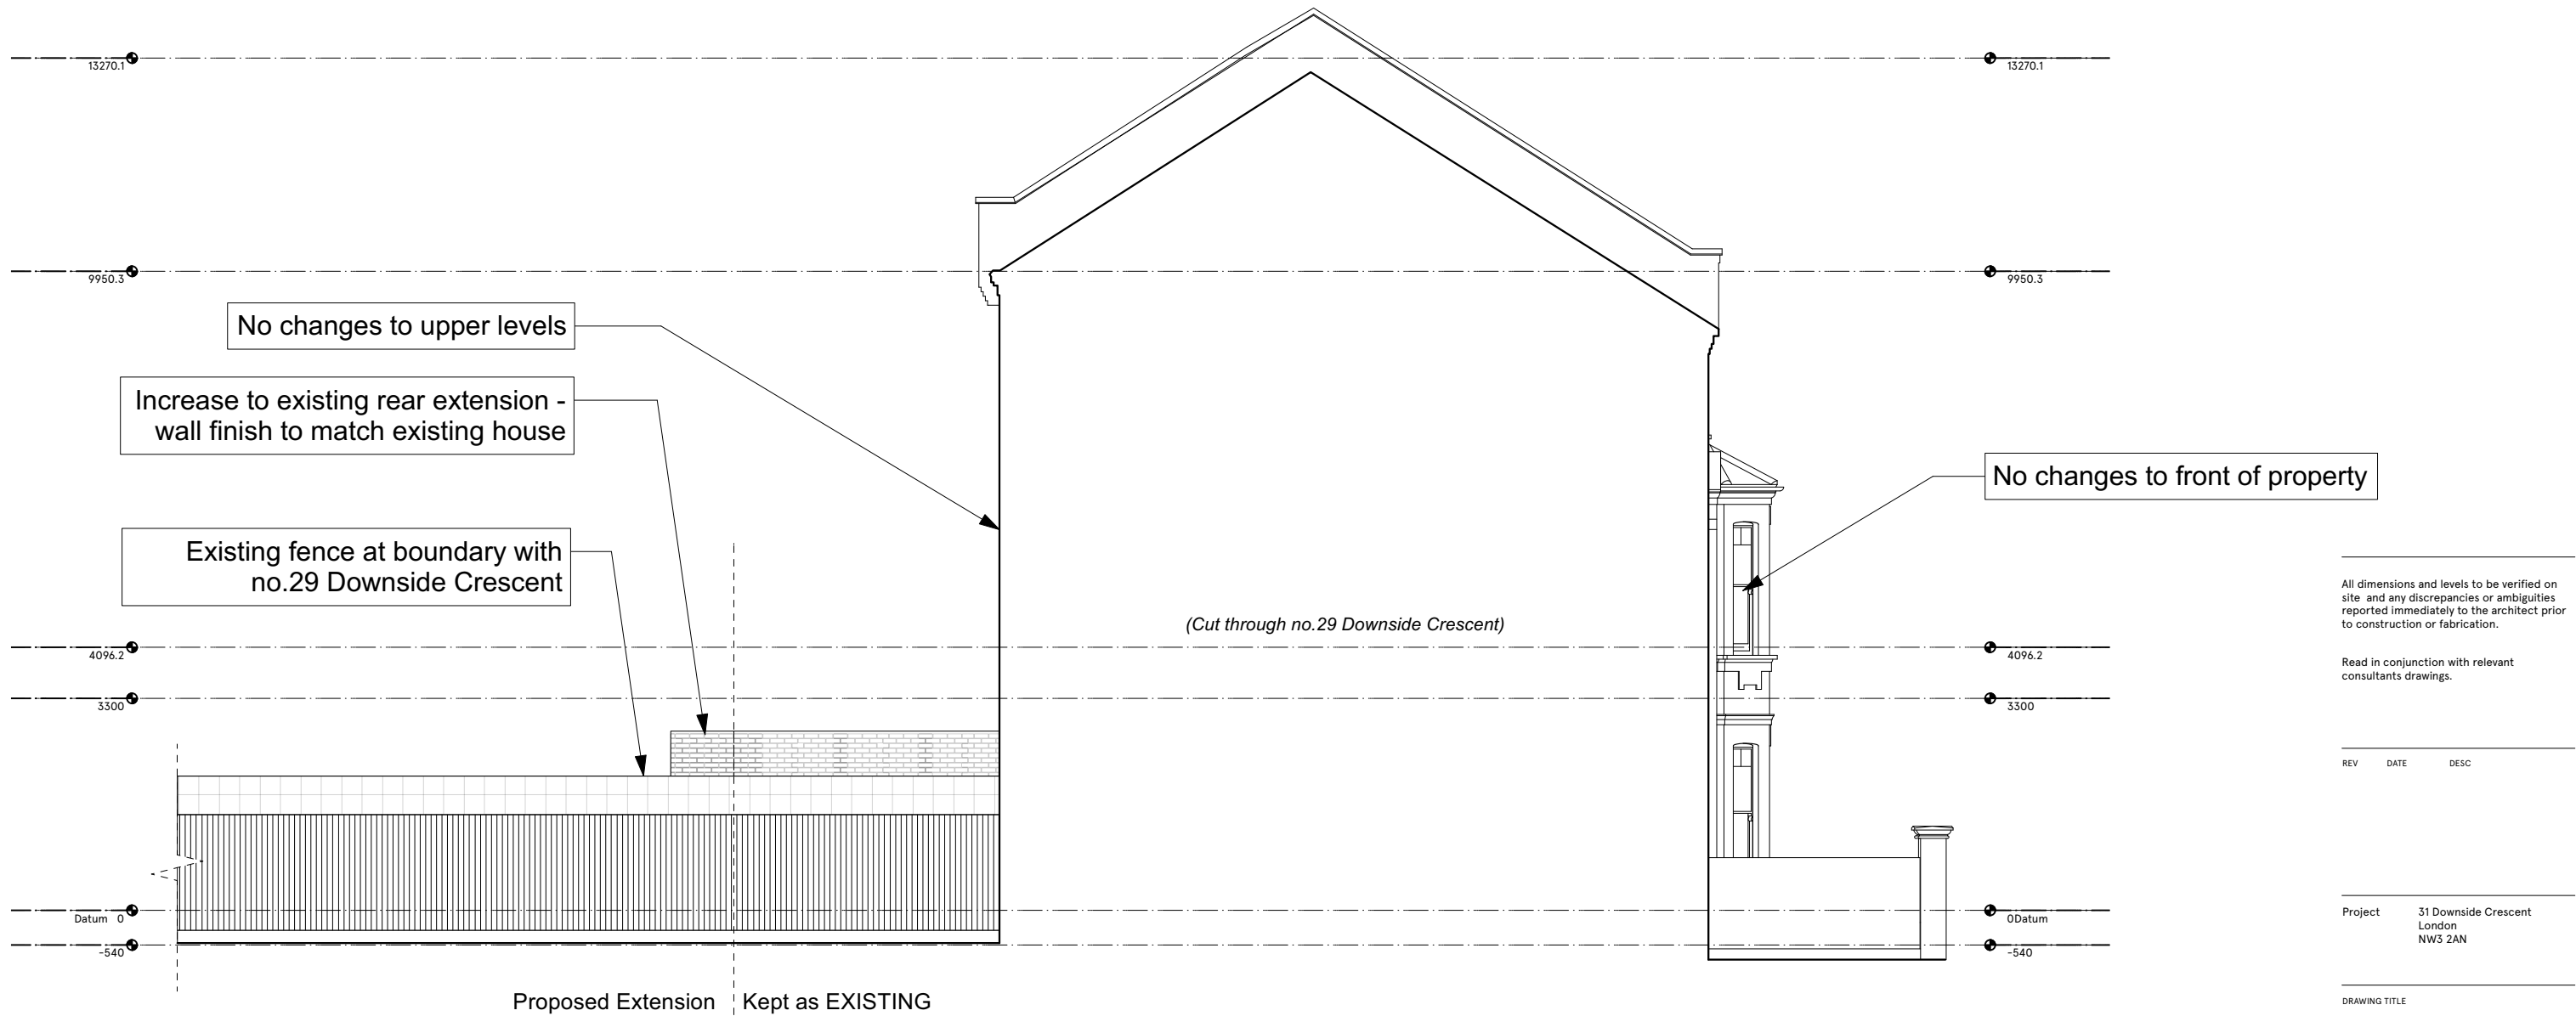 13270.1
13270.1
9950.3
9950.3
No changes to upper levels
Increase to existing rear extension -
wall finish to match existing house
No changes to front of property
Existing fence at boundary with
no.29 Downside Crescent
(Cut through no.29 Downside Crescent)
4096.2
4096.2
3300
3300
Datum 0
0Datum
-540
-540
Proposed Extension
Kept as EXISTING
All dimensions and levels to be verified on
site and any discrepancies or ambiguities
reported immediately to the architect prior
to construction or fabrication.
Read in conjunction with relevant
consultants drawings.
REV DATE DESC
Project 31 Downside Crescent
London
NW3 2AN
DRAWING TITLE